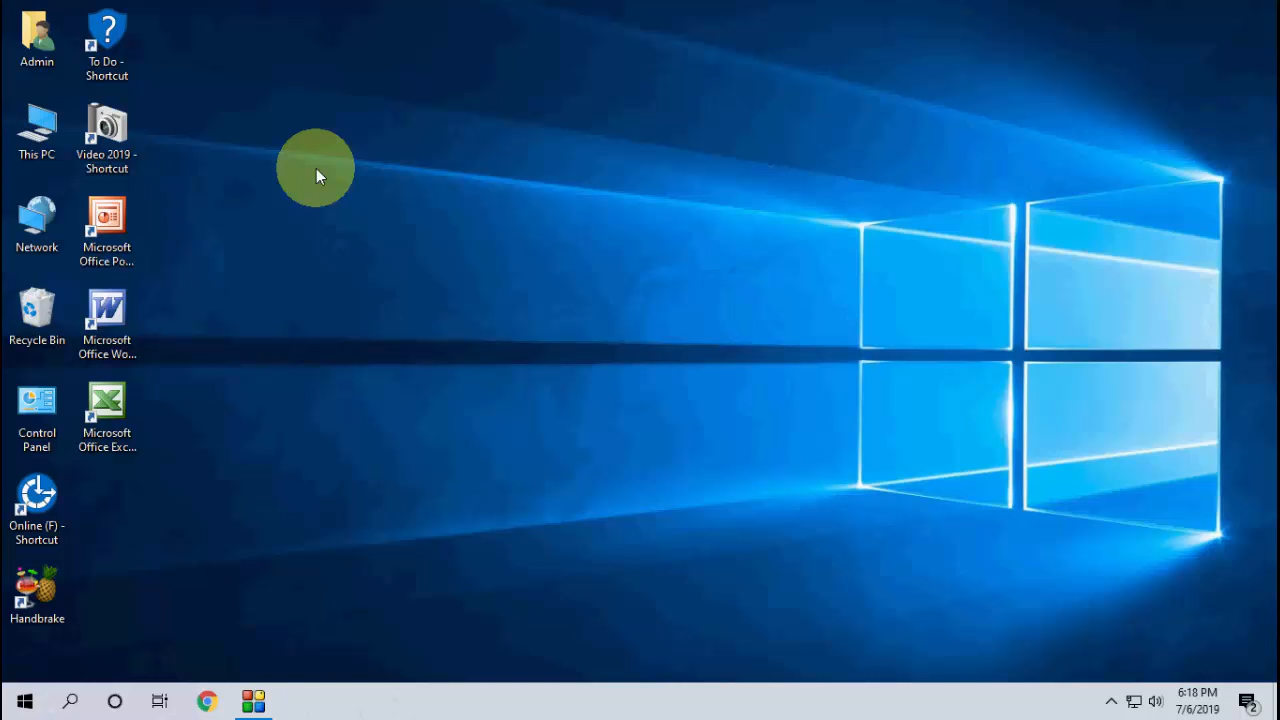 Admin
To Do -
Shortcut
This PC
Video 2019 -
Shortcut
Network
Microsoft
Office Po...
Recycle Bin
Microsoft
Office Wo...
Control
Panel
Microsoft
Office Exc...
Online (F) -
Shortcut
Handbrake
6:18 PM
7/6/2019
2